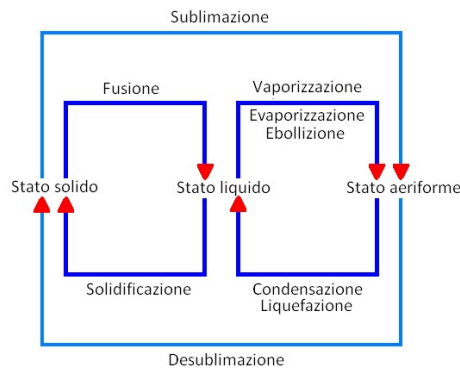 Sublimazione
Fusione
Vaporizzazione
Evaporizzazione
Ebollizione
Stato solido
Stato liquido
Stato aeriforme
Solidificazione
Condensazione
Liquefazione
Desublimazione